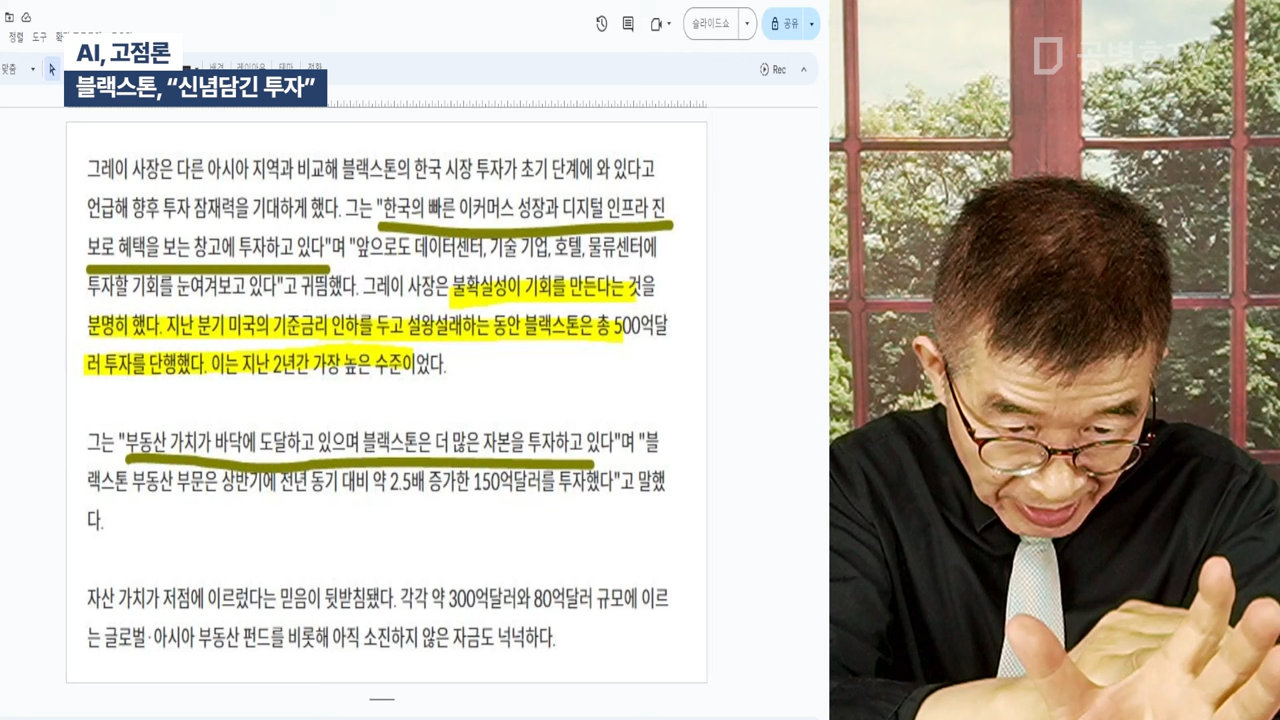 정렬 도구
슬라이드쇼
공유
AI, 고점론
맞춤
배경 레이아웃 테마 전환
Rec
블랙스톤, “신념담긴 투자”
그레이 사장은 다른 아시아 지역과 비교해 블랙스톤의 한국 시장 투자가 초기 단계에 와 있다고
언급해 향후 투자 잠재력을 기대하게 했다. 그는 "한국의 빠른 이커머스 성장과 디지털 인프라 진
보로 혜택을 보는 창고에 투자하고 있다"며 "앞으로도 데이터센터, 기술 기업, 호텔, 물류센터에
투자할 기회를 눈여겨보고 있다"고 귀띔했다. 그레이 사장은 불확실성이 기회를 만든다는 것을
분명히 했다. 지난 분기 미국의 기준금리 인하를 두고 설왕설래하는 동안 블랙스톤은 총 500억달
러 투자를 단행했다. 이는 지난 2년간 가장 높은 수준이었다.
그는 "부동산 가치가 바닥에 도달하고 있으며 블랙스톤은 더 많은 자본을 투자하고 있다"며 "블
랙스톤 부동산 부문은 상반기에 전년 동기 대비 약 2.5배 증가한 150억달러를 투자했다"고 말했
다.
자산 가치가 저점에 이르렀다는 믿음이 뒷받침됐다. 각각 약 300억달러와 80억달러 규모에 이르
는 글로벌·아시아 부동산 펀드를 비롯해 아직 소진하지 않은 자금도 넉넉하다.